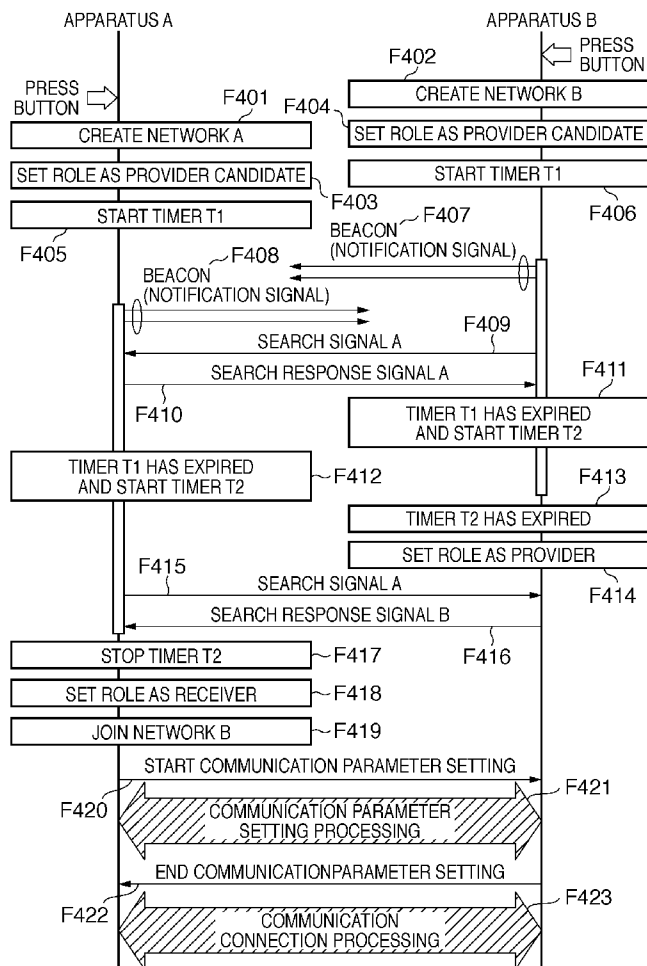 APPARATUS A
APPARATUS B
PRESS
BUTTON
F402
PRESS
BUTTON
F401
F404
CREATE NETWORK B
CREATE NETWORK A
SET ROLE AS PROVIDER CANDIDATE
SET ROLE AS PROVIDER CANDIDATE
F403
START TIMER T1
START TIMER T1
F407
F406
F405
F408
BEACON
(NOTIFICATION SIGNAL)
BEACON
(NOTIFICATION SIGNAL)
F409
SEARCH SIGNAL A
SEARCH RESPONSE SIGNAL A
F411
F410
TIMER T1 HAS EXPIRED
AND START TIMER T2
TIMER T1 HAS EXPIRED
AND START TIMER T2
F412
F413
TIMER T2 HAS EXPIRED
SET ROLE AS PROVIDER
F415
SEARCH SIGNAL A
F414
SEARCH RESPONSE SIGNAL B
F416
STOP TIMER T2
F417
SET ROLE AS RECEIVER
F418
JOIN NETWORK B
F419
START COMMUNICATION PARAMETER SETTING
F420
F421
COMMUNICATION PARAMETER
SETTING PROCESSING
END COMMUNICATIONPARAMETER SETTING
F422
F423
COMMUNICATION
CONNECTION PROCESSING